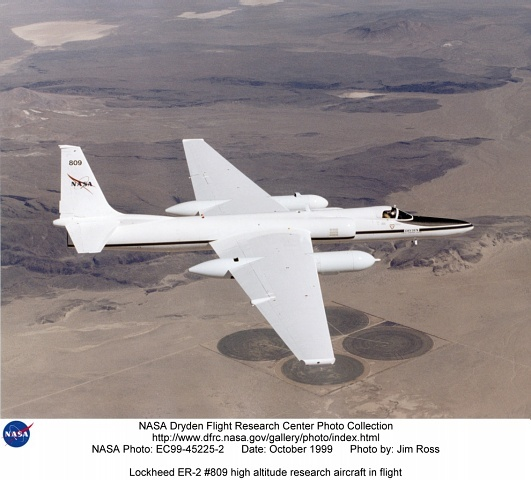 809
NASA
NASA
NASA Dryden Flight Research Center Photo Collection
http://www.dfrc.nasa.gov/gallery/photo/index.html
NASA Photo: EC99-45225-2 Date: October 1999 Photo by: Jim Ross
Lockheed ER-2 #809 high altitude research aircraft in flight